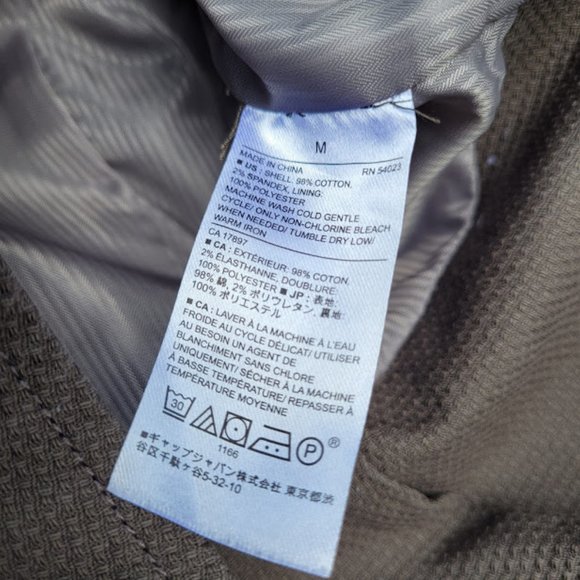 M
MADE IN CHINA RN 54023
■ US : SHELL: 98% COTTON.
2% SPANDEX, LINING:
100% POLYESTER
MACHINE WASH COLD GENTLE
CYCLE/ ONLY NON-CHLORINE BLEACH
WHEN NEEDED/ TUMBLE DRY LOW/
WARM IRON
CA 17897
■ CA : EXTÉRIEUR: 98% COTON.
2% ÉLASTHANNE, DOUBLURE:
100% POLYESTER ■ JP : 表地:
98% 綿, 2% ポリウレタン, 裏地:
100% ポリエステル
■ CA : LAVER À LA MACHINE À L'EAU
FROIDE AU CYCLE DÉLICAT/ UTILISER
AU BESOIN UN AGENT DE
BLANCHIMENT SANS CHLORE
UNIQUEMENT/ SÉCHER À LA MACHINE
À BASSE TEMPÉRATURE/ REPASSER À
TEMPÉRATURE MOYENNE
30 P ®
1166
■ギャップジャパン株式会社 東京都渋
谷区千駄ヶ谷5-32-10